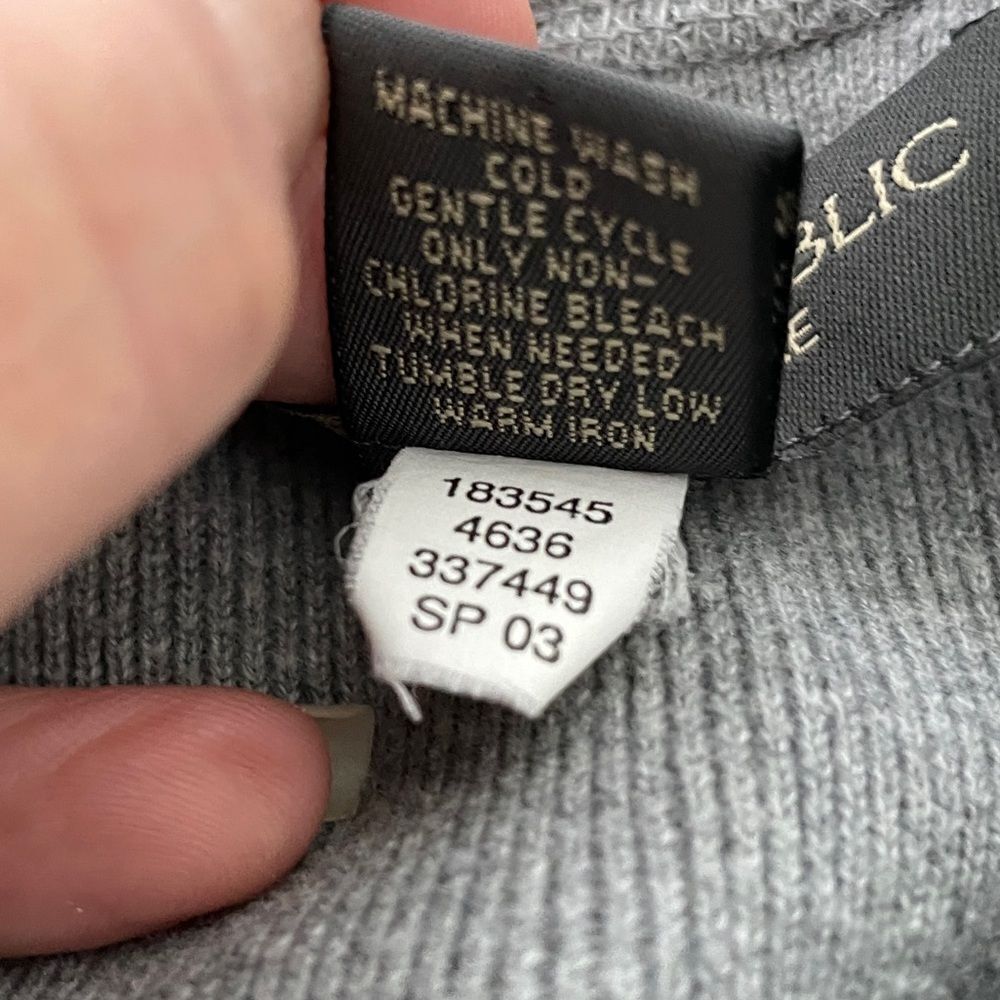 MACHINE WASH
COLD
GENTLE CYCLE
ONLY NON-
CHLORINE BLEACH
WHEN NEEDED
TUMBLE DRY LOW
WARM IRON
183545
4636
337449
SP 03
BLIC